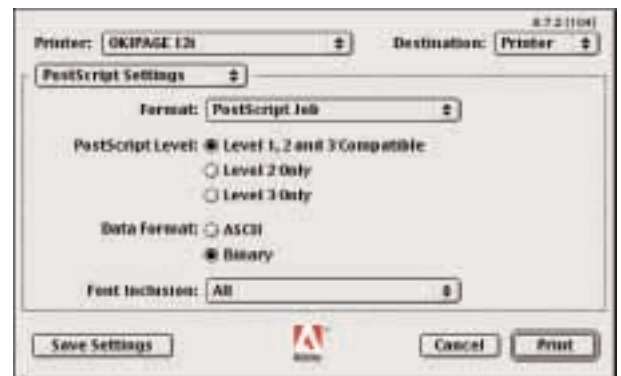 8.7.2 (104)
Printer: OKIPAGE 12i Destination: Printer
PostScript Settings
Format: PostScript Job
PostScript Level: Level 1, 2 and 3 Compatible
Level 2 Only
Level 3 Only
Data Format: ASCII
Binary
Font Inclusion: All
Save Settings Adobe Cancel Print